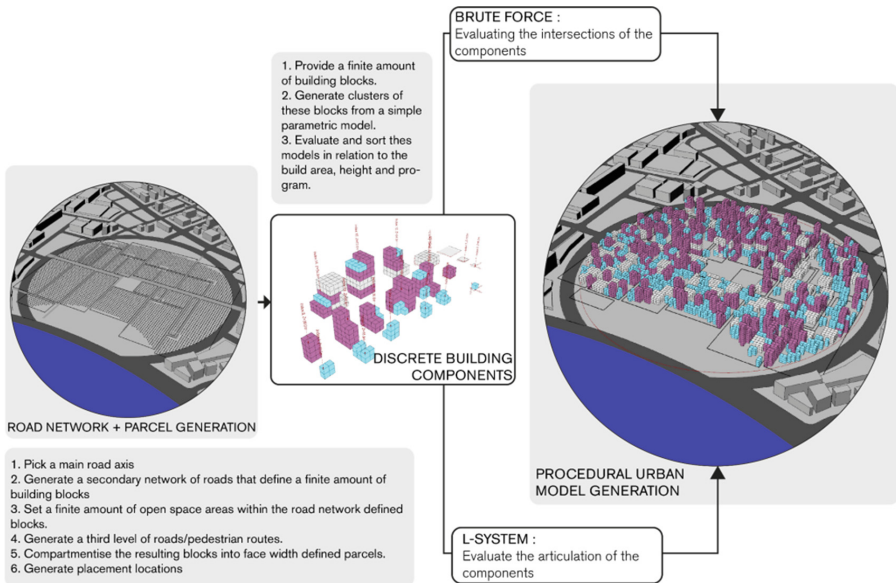 BRUTE FORCE :
Evaluating the intersections of the
components
1. Provide a finite amount
of building blocks.
2. Generate clusters of
these blocks from a simple
parametric model.
3. Evaluate and sort thes
models in relation to the
build area, height and pro-
gram.
DISCRETE BUILDING
COMPONENTS
ROAD NETWORK + PARCEL GENERATION
1. Pick a main road axis
2. Generate a secondary network of roads that define a finite amount of
building blocks
3. Set a finite amount of open space areas within the road network defined
blocks.
4. Generate a third level of roads/pedestrian routes.
5. Compartmentise the resulting blocks into face width defined parcels.
6. Generate placement locations
PROCEDURAL URBAN
MODEL GENERATION
L-SYSTEM :
Evaluate the articulation of the
components